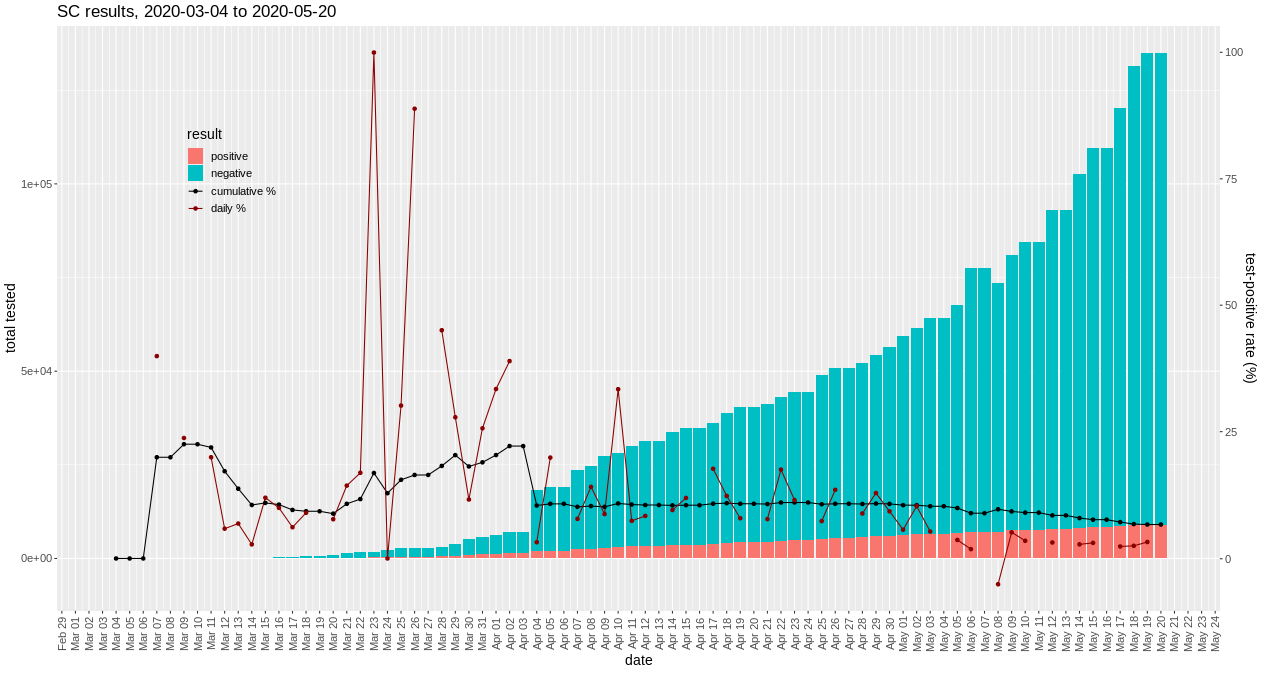 SC results, 2020-03-04 to 2020-05-20
total tested
1e+05
5e+04
0e+00
result
positive
negative
cumulative %
daily %
100
75
50
25
0
test-positive rate (%)
Feb 29
Mar 01
Mar 02
Mar 03
Mar 04
Mar 05
Mar 06
Mar 07
Mar 08
Mar 09
Mar 10
Mar 11
Mar 12
Mar 13
Mar 14
Mar 15
Mar 16
Mar 17
Mar 18
Mar 19
Mar 20
Mar 21
Mar 22
Mar 23
Mar 24
Mar 25
Mar 26
Mar 27
Mar 28
Mar 29
Mar 30
Mar 31
Apr 01
Apr 02
Apr 03
Apr 04
Apr 05
Apr 06
Apr 07
Apr 08
Apr 09
Apr 10
Apr 11
Apr 12
Apr 13
Apr 14
Apr 15
Apr 16
Apr 17
Apr 18
Apr 19
Apr 20
Apr 21
Apr 22
Apr 23
Apr 24
Apr 25
Apr 26
Apr 27
Apr 28
Apr 29
Apr 30
May 01
May 02
May 03
May 04
May 05
May 06
May 07
May 08
May 09
May 10
May 11
May 12
May 13
May 14
May 15
May 16
May 17
May 18
May 19
May 20
May 21
May 22
May 23
May 24
date